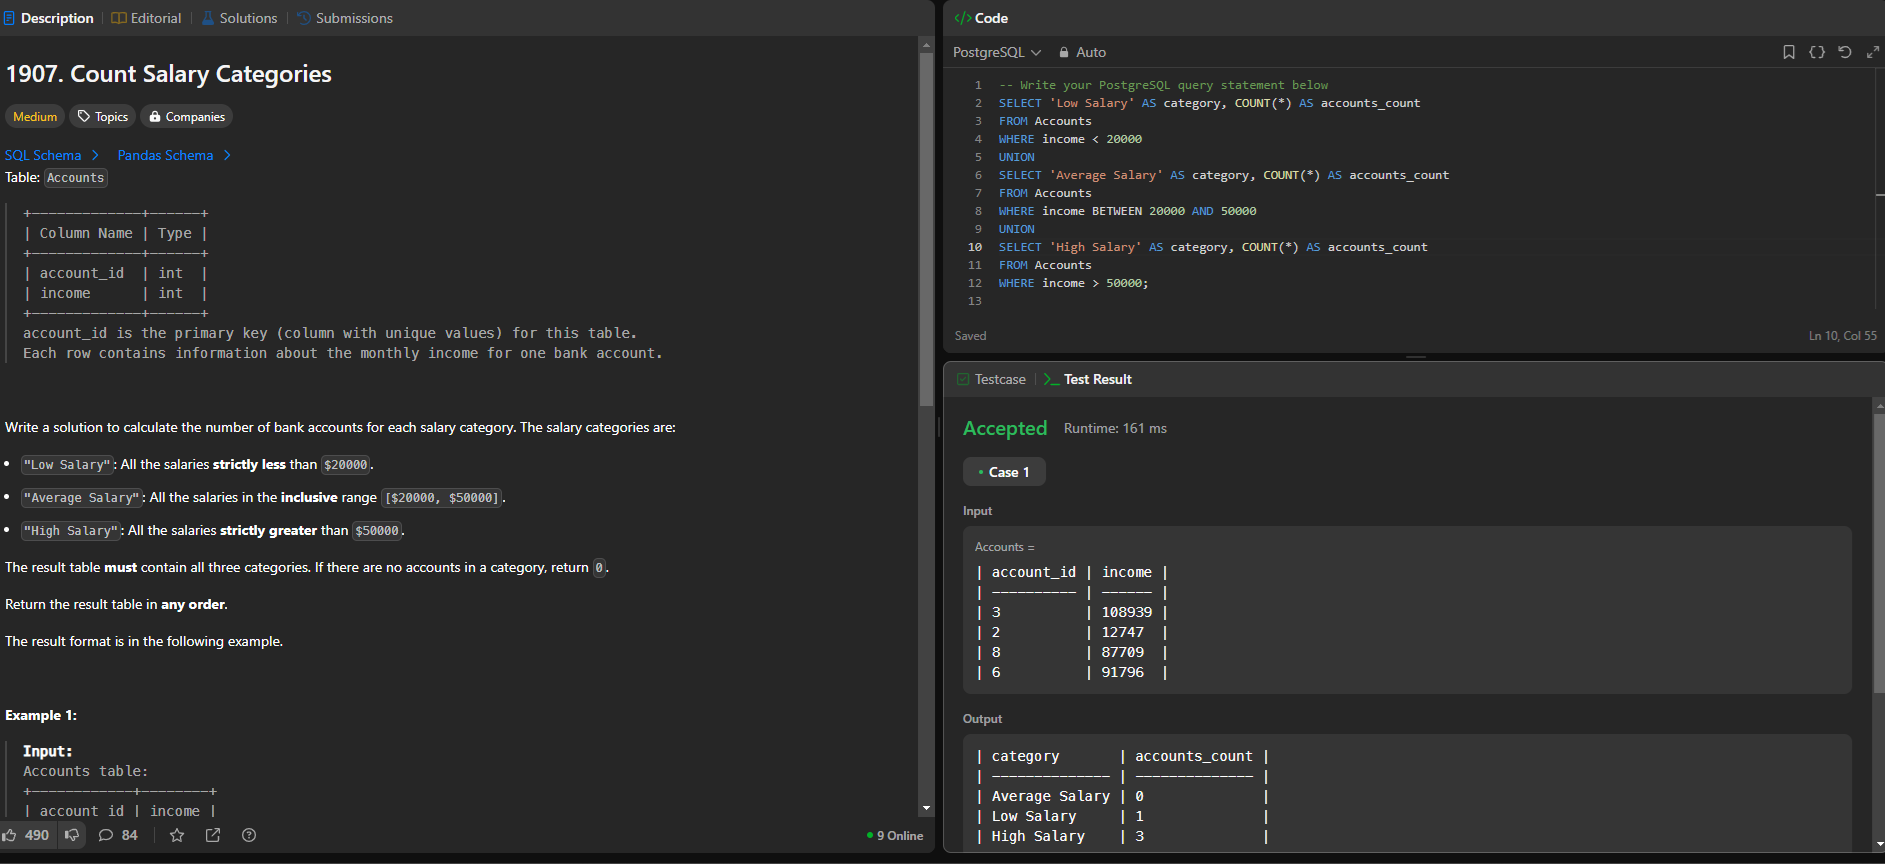 Description
Editorial
Solutions
Submissions
1907. Count Salary Categories
Medium
Topics
Companies
SQL Schema
Pandas Schema
Table: Accounts
+-------------+------+
| Column Name | Type |
+-------------+------+
| account_id  | int  |
| income      | int  |
+-------------+------+
account_id is the primary key (column with unique values) for this table.
Each row contains information about the monthly income for one bank account.
Write a solution to calculate the number of bank accounts for each salary category. The salary categories are:
"Low Salary": All the salaries strictly less than $20000.
"Average Salary": All the salaries in the inclusive range [$20000, $50000].
"High Salary": All the salaries strictly greater than $50000.
The result table must contain all three categories. If there are no accounts in a category, return 0.
Return the result table in any order.
The result format is in the following example.
Example 1:
Input:
Accounts table:
+------------+--------+
| account id | income |
490
84
9 Online
Code
PostgreSQL
Auto
1 -- Write your PostgreSQL query statement below
2 SELECT 'Low Salary' AS category, COUNT(*) AS accounts_count
3 FROM Accounts
4 WHERE income < 20000
5 UNION
6 SELECT 'Average Salary' AS category, COUNT(*) AS accounts_count
7 FROM Accounts
8 WHERE income BETWEEN 20000 AND 50000
9 UNION
10 SELECT 'High Salary' AS category, COUNT(*) AS accounts_count
11 FROM Accounts
12 WHERE income > 50000;
13
Saved
Ln 10, Col 55
Testcase
Test Result
Accepted
Runtime: 161 ms
Case 1
Input
Accounts =
| account_id | income |
| ---------- | ------ |
| 3          | 108939 |
| 2          | 12747  |
| 8          | 87709  |
| 6          | 91796  |
Output
| category       | accounts_count |
| -------------- | -------------- |
| Average Salary | 0              |
| Low Salary     | 1              |
| High Salary    | 3              |